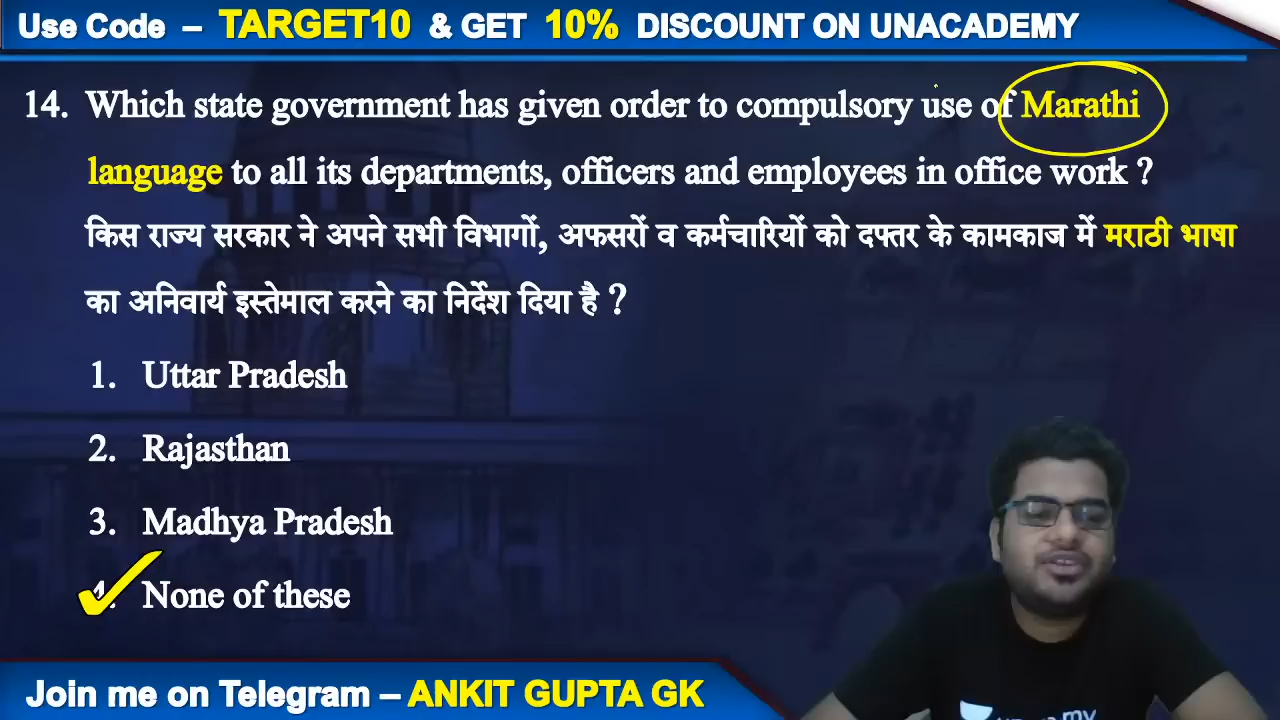 Use Code – TARGET10 & GET 10% DISCOUNT ON UNACADEMY
14. Which state government has given order to compulsory use of Marathi
language to all its departments, officers and employees in office work ?
किस राज्य सरकार ने अपने सभी विभागों, अफसरों व कर्मचारियों को दफ्तर के कामकाज में मराठी भाषा
का अनिवार्य इस्तेमाल करने का निर्देश दिया है ?
1. Uttar Pradesh
2. Rajasthan
3. Madhya Pradesh
4. None of these
Join me on Telegram – ANKIT GUPTA GK